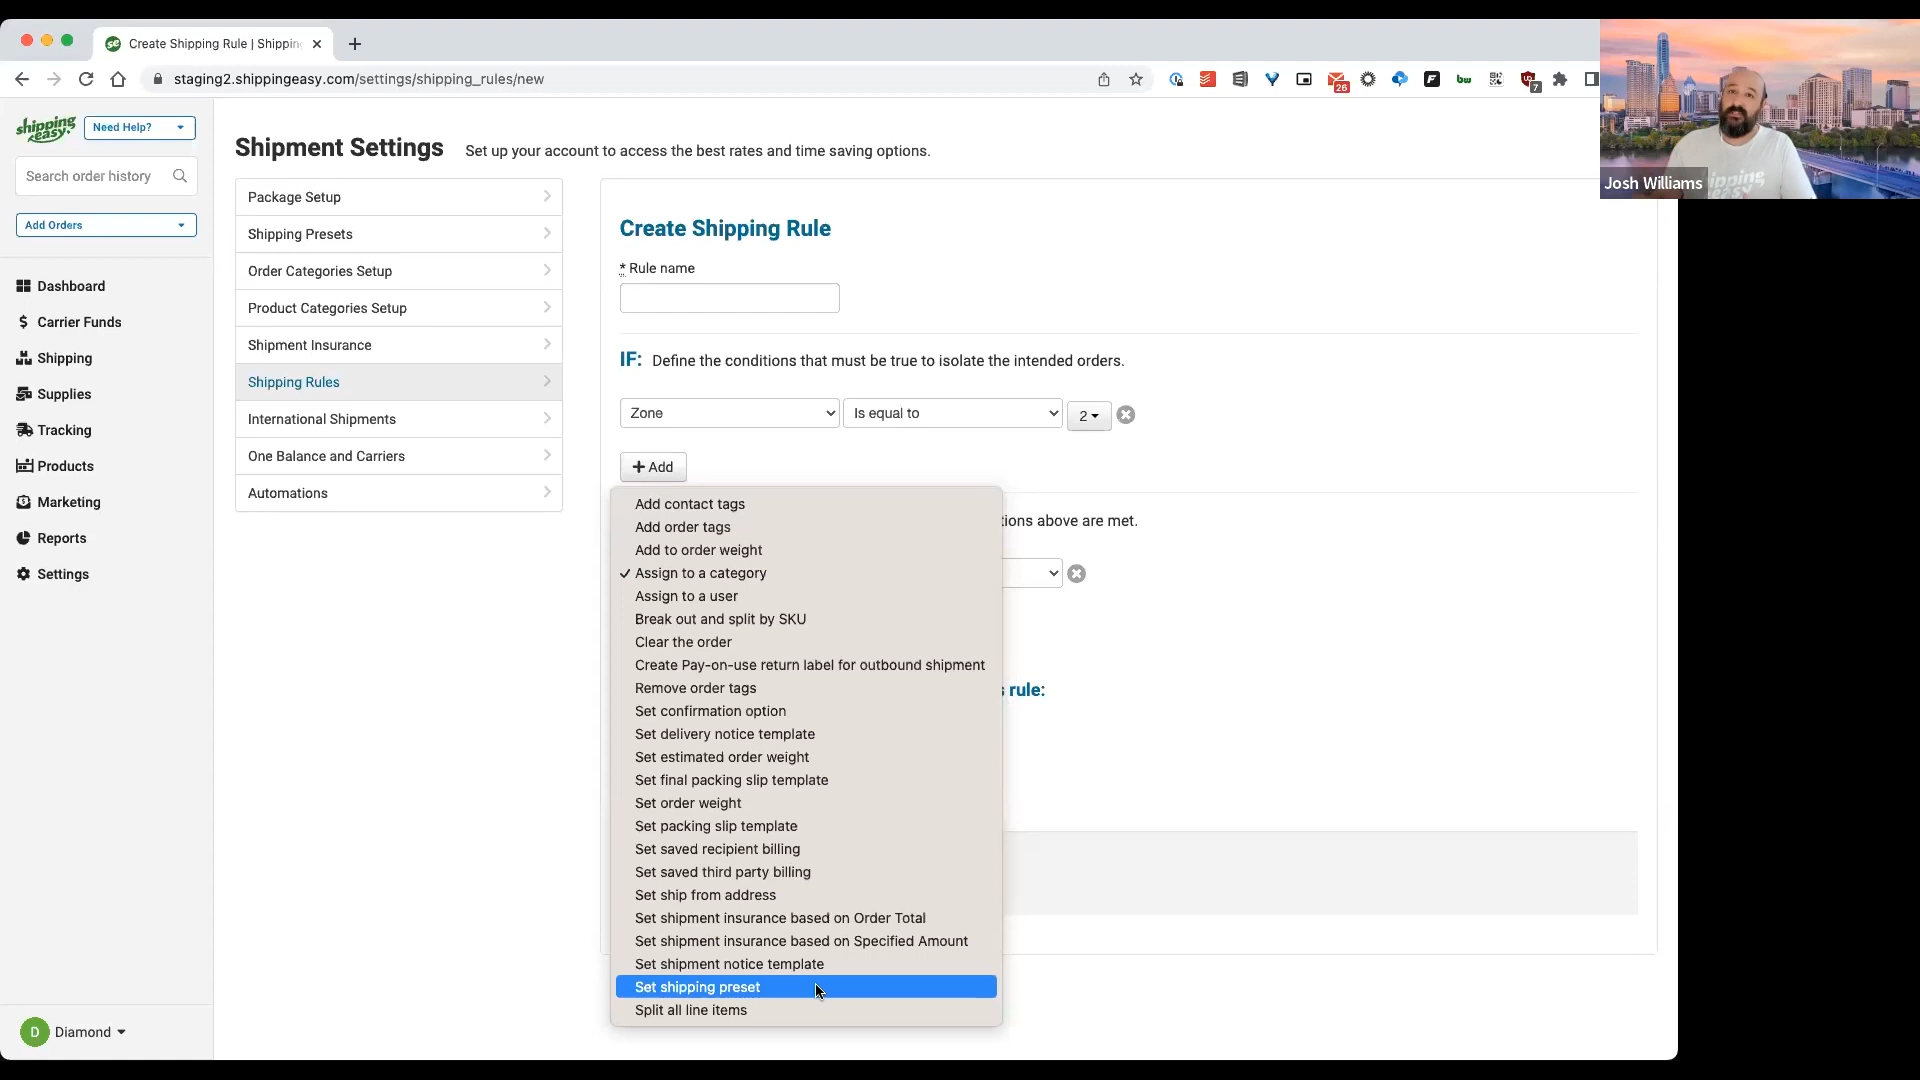 Create Shipping Rule | Shippin
staging2.shippingeasy.com/settings/shipping_rules/new
26
7
bw
shipping easy
Need Help?
Search order history
Add Orders
Dashboard
Carrier Funds
Shipping
Supplies
Tracking
Products
Marketing
Reports
Settings
D
Diamond
Shipment Settings
Set up your account to access the best rates and time saving options.
Package Setup
Shipping Presets
Order Categories Setup
Product Categories Setup
Shipment Insurance
Shipping Rules
International Shipments
One Balance and Carriers
Automations
Create Shipping Rule
* Rule name
IF: Define the conditions that must be true to isolate the intended orders.
Zone
Is equal to
2
+ Add
tions above are met.
Add contact tags
Add order tags
Add to order weight
✓ Assign to a category
Assign to a user
Break out and split by SKU
Clear the order
Create Pay-on-use return label for outbound shipment
Remove order tags
s rule:
Set confirmation option
Set delivery notice template
Set estimated order weight
Set final packing slip template
Set order weight
Set packing slip template
Set saved recipient billing
Set saved third party billing
Set ship from address
Set shipment insurance based on Order Total
Set shipment insurance based on Specified Amount
Set shipment notice template
Set shipping preset
Split all line items
Josh Williams